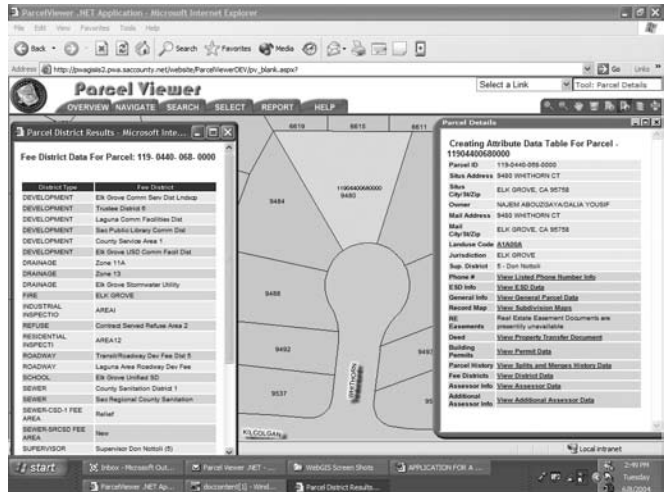 ParcelViewer .NET Application - Microsoft Internet Explorer
File Edit View Favorites Tools Help
Back Search Favorites Media
Address http://pwagisis2.pwa.saccounty.net/website/ParcelViewerDEV/pv_blank.aspx? Go Links
Parcel Viewer
Select a Link Tool: Parcel Details
OVERVIEW NAVIGATE SEARCH SELECT REPORT HELP
Parcel District Results - Microsoft Inte...
Fee District Data For Parcel: 119- 0440- 068- 0000
District Type Fee District
DEVELOPMENT Elk Grove Comm Serv Dist Lndscp
DEVELOPMENT Trustee District 6
DEVELOPMENT Laguna Comm Facilities Dist
DEVELOPMENT Sac Public Library Comm Dist
DEVELOPMENT County Service Area 1
DEVELOPMENT Elk Grove USD Comm Facil Dist
DRAINAGE Zone 11A
DRAINAGE Zone 13
DRAINAGE Elk Grove Stormwater Utility
FIRE ELK GROVE
INDUSTRIAL INSPECTIO AREAI
REFUSE Contract Served Refuse Area 2
RESIDENTIAL INSPECTI AREA12
ROADWAY Transit/Roadway Dev Fee Dist 5
ROADWAY Laguna Area Roadway Dev Fee
SCHOOL Elk Grove Unified SD
SEWER County Sanitation District 1
SEWER Sac Regional County Sanitation
SEWER-CSD-1 FEE AREA Relief
SEWER-SRCSD FEE AREA New
SUPERVISOR Supervisor Don Nottoli (5)
6619 6615 6611
11904400680000
9480
9484
9488
9492
9537
WHITHORN CT
KILCOLGAN
Parcel Details
Creating Attribute Data Table For Parcel -
11904400680000
Parcel ID 119-0440-068-0000
Situs Address 9480 WHITHORN CT
Situs City/St/Zip ELK GROVE, CA 95758
Owner NAJEM ABOUZIGAYA/DALIA YOUSIF
Mail Address 9480 WHITHORN CT
Mail City/St/Zip ELK GROVE, CA 95758
Landuse Code A1A00A
Jurisdiction ELK GROVE
Sup. District 5 - Don Nottoli
Phone # View Listed Phone Number Info
ESD Info View ESD Data
General Info View General Parcel Data
Record Map View Subdivision Maps
RE Easements Real Estate Easement Documents are presently unavailable
Deed View Property Transfer Document
Building Permits View Permit Data
Parcel History View Splits and Merges History Data
Fee Districts View District Data
Assessor Info View Assessor Data
Additional Assessor Info View Additional Assessor Data
Local intranet
start
Inbox - Microsoft Out...
Parcel Viewer .NET - ...
WebGIS Screen Shots
APPLICATION FOR A ...
ParcelViewer .NET Ap...
doccontent[1] - Wind...
Parcel District Results...
2:49 PM
Tuesday
6/8/2004